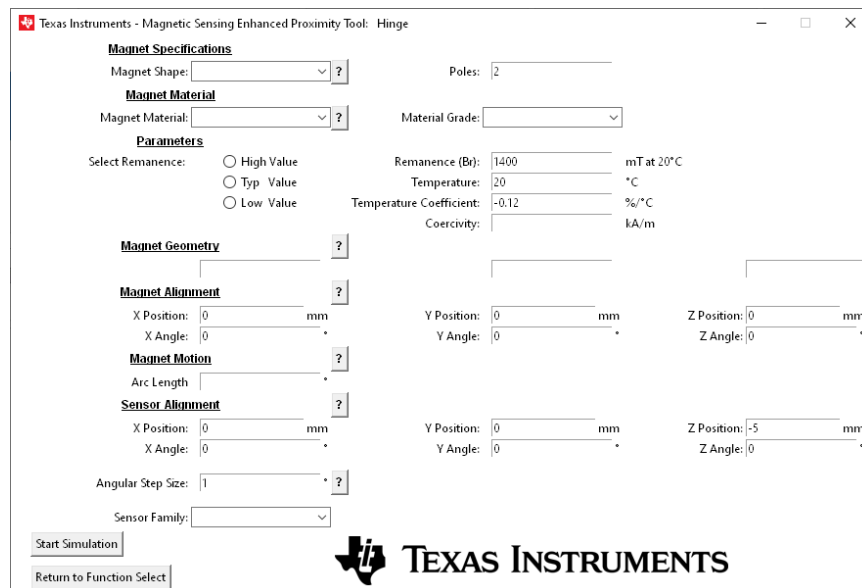 Texas Instruments - Magnetic Sensing Enhanced Proximity Tool: Hinge
Magnet Specifications
Magnet Shape: ? Poles: 2
Magnet Material
Magnet Material: ? Material Grade:
Parameters
Select Remanence: High Value Remanence (Br): 1400 mT at 20°C
Typ Value Temperature: 20 °C
Low Value Temperature Coefficient: -0.12 %/°C
Coercivity: kA/m
Magnet Geometry ?
Magnet Alignment ?
X Position: 0 mm Y Position: 0 mm Z Position: 0 mm
X Angle: 0 ° Y Angle: 0 ° Z Angle: 0 °
Magnet Motion ?
Arc Length °
Sensor Alignment ?
X Position: 0 mm Y Position: 0 mm Z Position: -5 mm
X Angle: 0 ° Y Angle: 0 ° Z Angle: 0 °
Angular Step Size: 1 ° ?
Sensor Family:
Start Simulation
Return to Function Select
TEXAS INSTRUMENTS